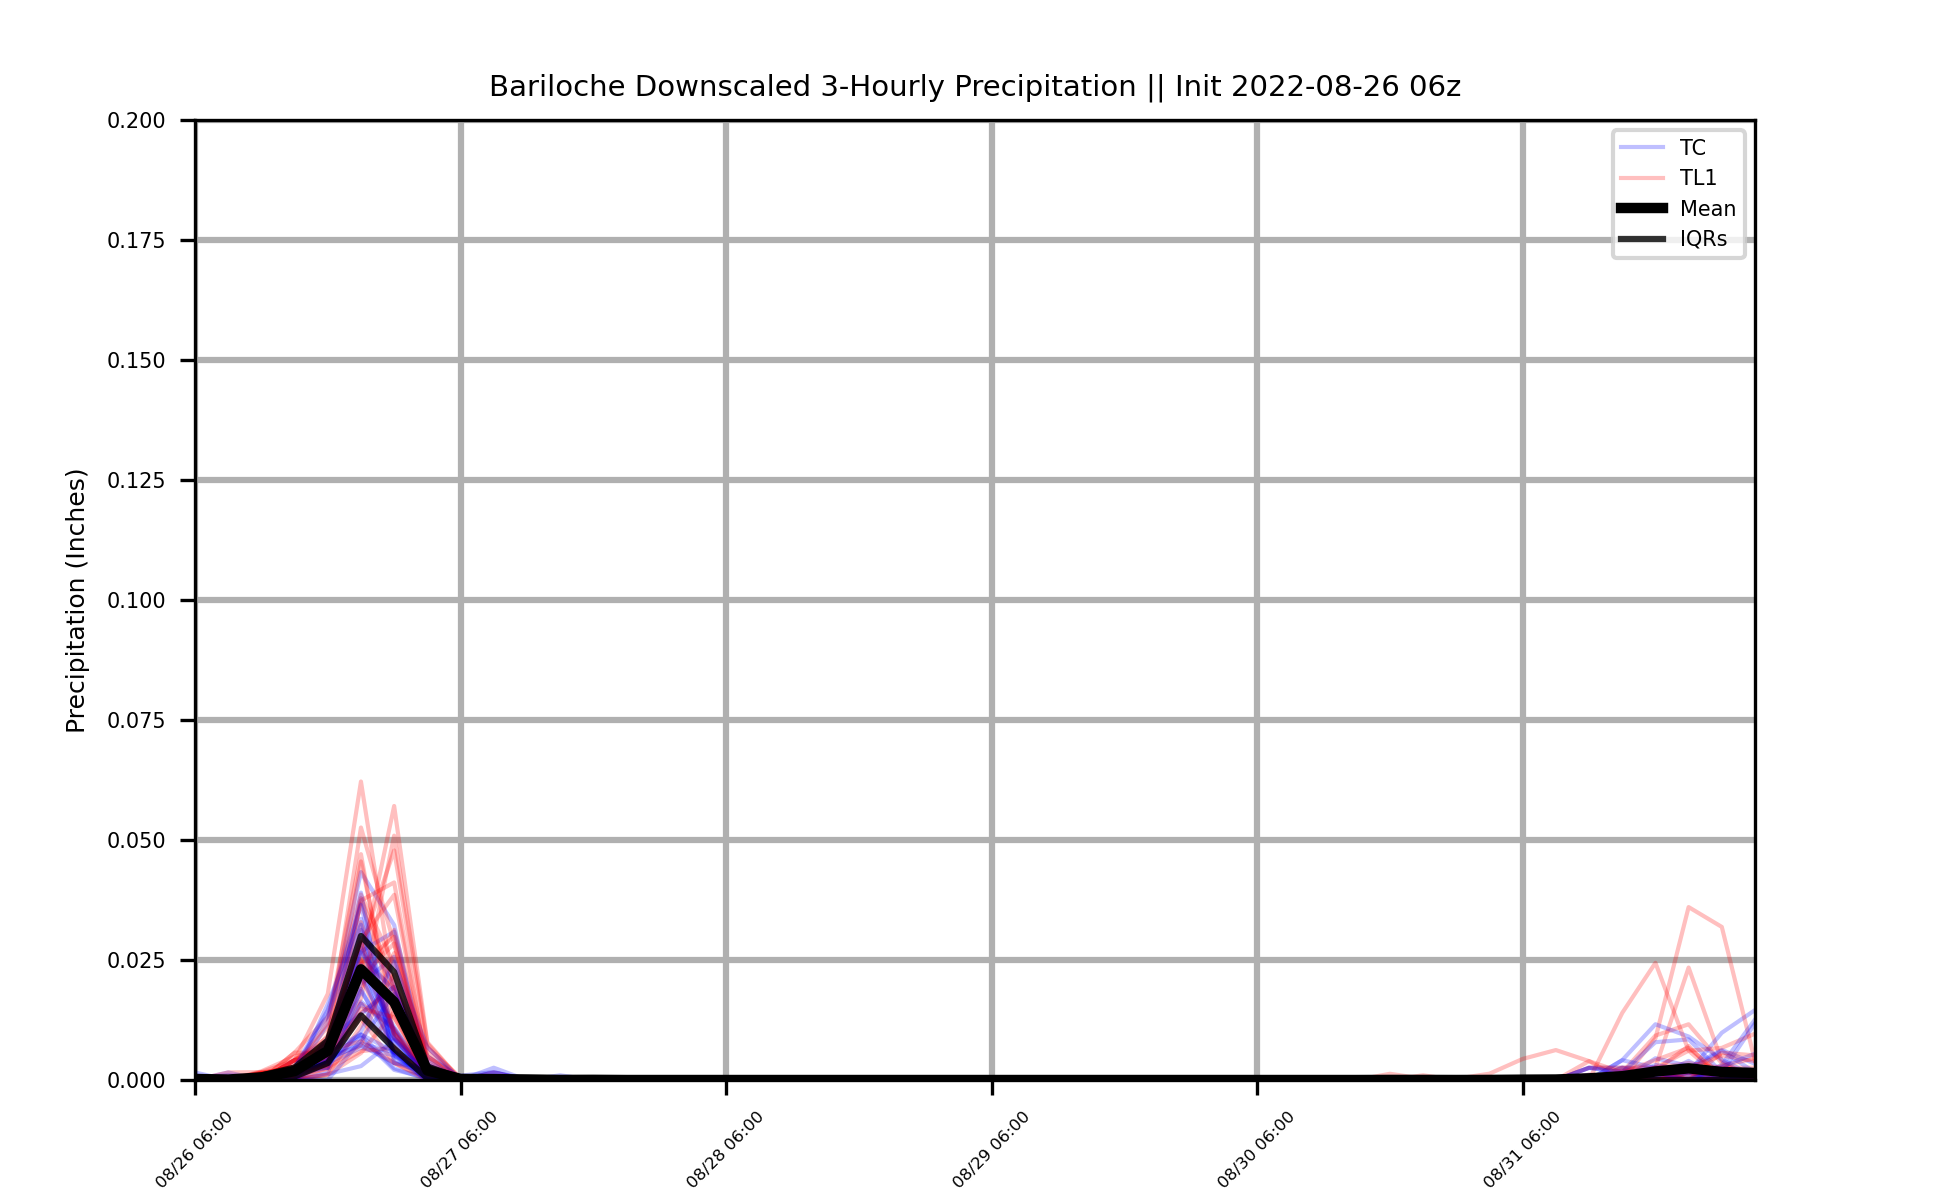 Bariloche Downscaled 3-Hourly Precipitation || Init 2022-08-26 06z
TC
TL1
Mean
IQRs
Precipitation (Inches)
0.200
0.175
0.150
0.125
0.100
0.075
0.050
0.025
0.000
08/26 06:00
08/27 06:00
08/28 06:00
08/29 06:00
08/30 06:00
08/31 06:00